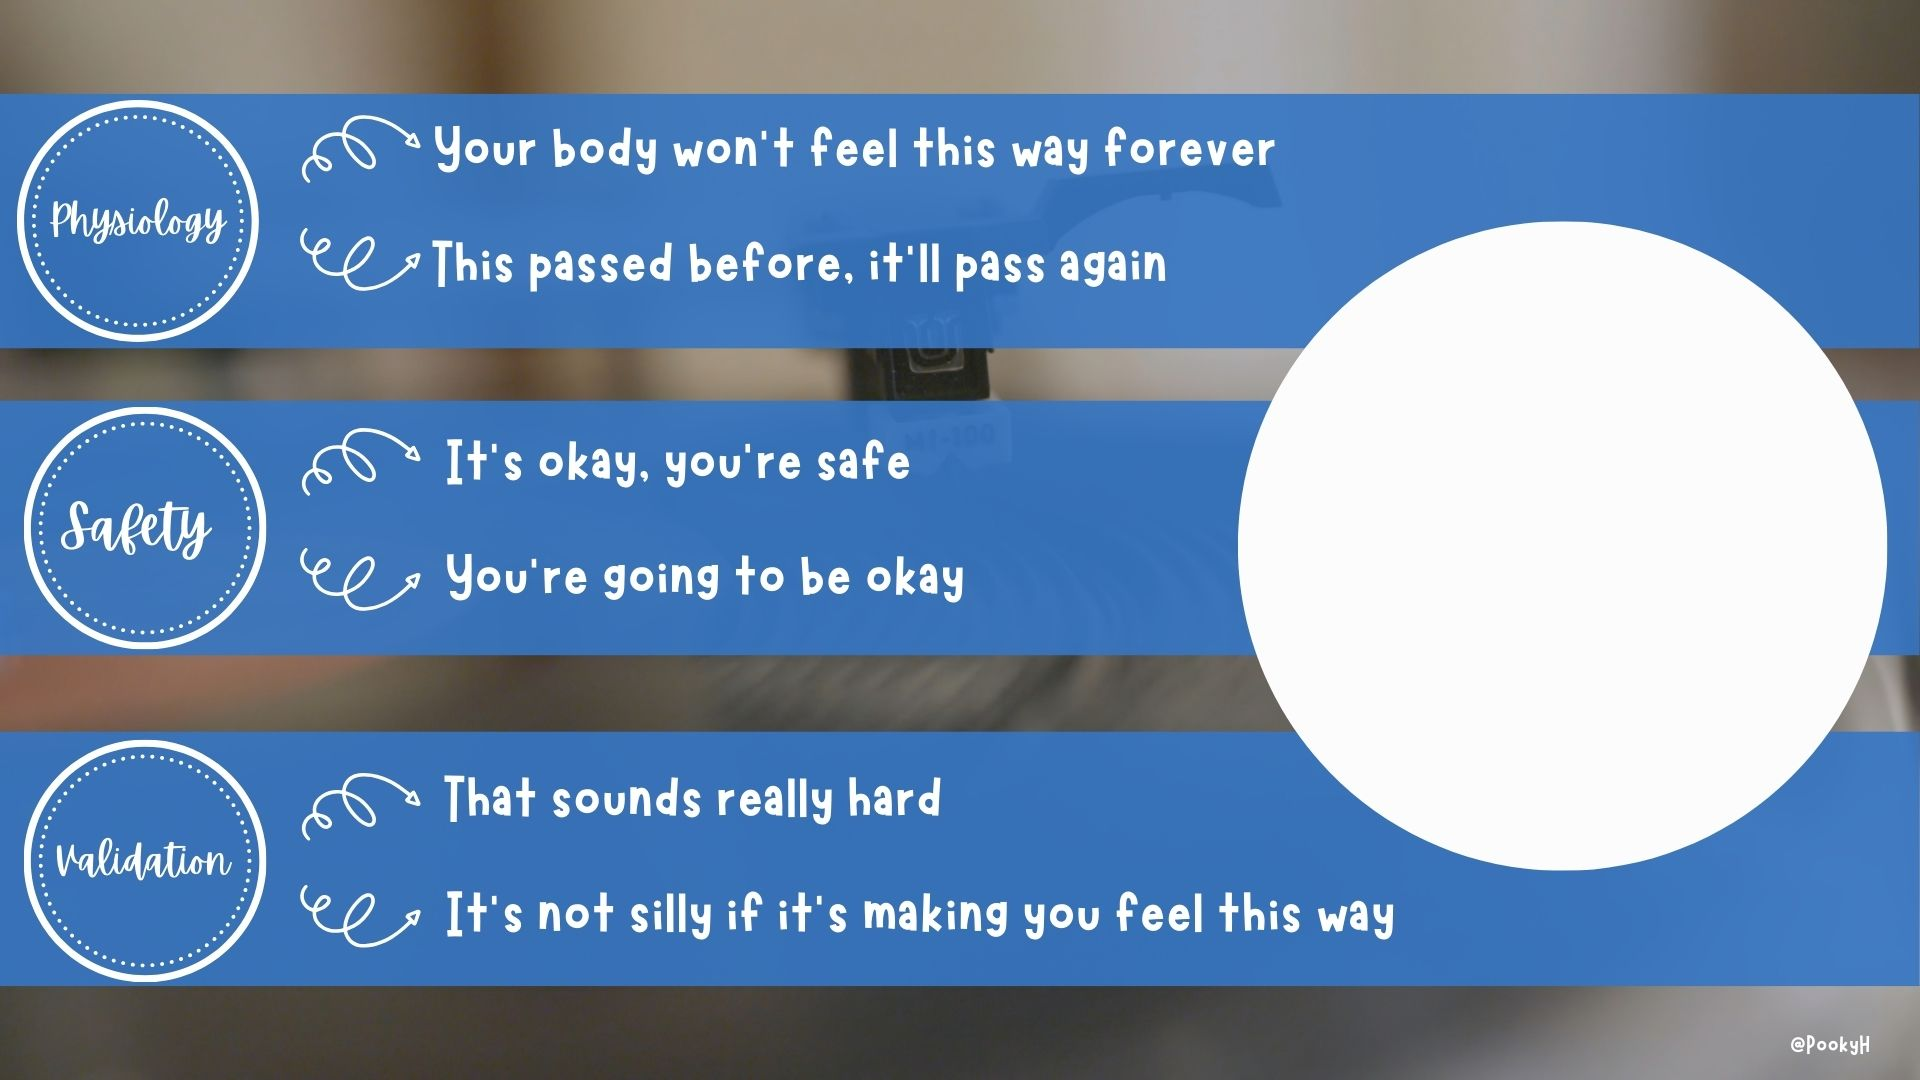 Physiology
Your body won't feel this way forever
This passed before, it'll pass again
M1-100
Safety
It's okay, you're safe
You're going to be okay
Validation
That sounds really hard
It's not silly if it's making you feel this way
@PookyH